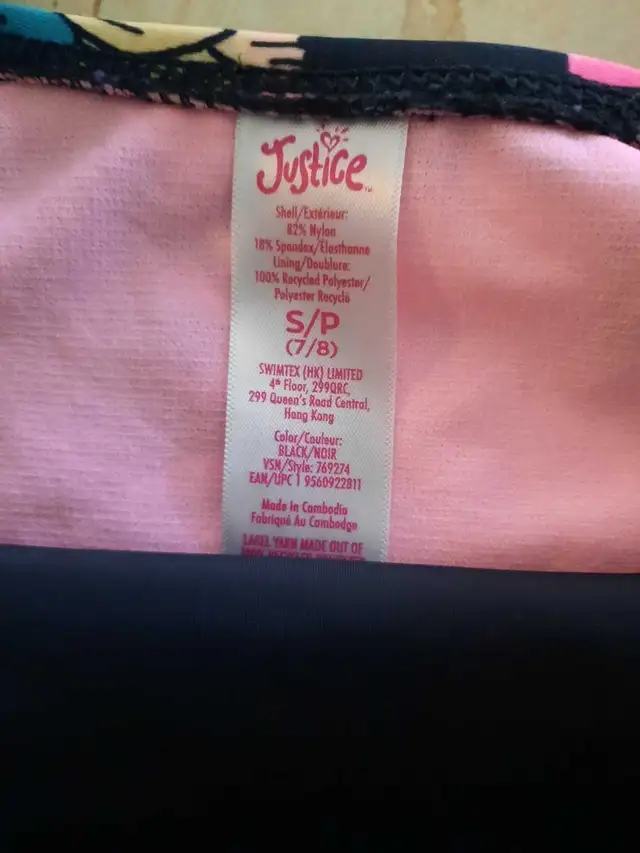 Justice™
Shell/Extérieur:
82% Nylon
18% Spandex/Élasthanne
Lining/Doublure:
100% Recycled Polyester/
Polyester Recyclé
S/P
(7/8)
SWIMTEX (HK) LIMITED
4th Floor, 299QRC,
299 Queen's Road Central,
Hong Kong
Color/Couleur:
BLACK/NOIR
VSN/Style: 769274
EAN/UPC 1 9560922811
Made in Cambodia
Fabriqué Au Cambodge
LABEL YARN MADE OUT OF